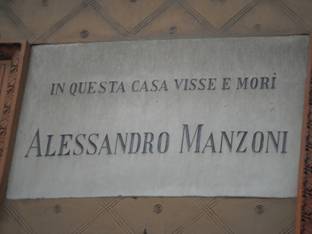 IN QUESTA CASA VISSE E MORÌ
ALESSANDRO MANZONI